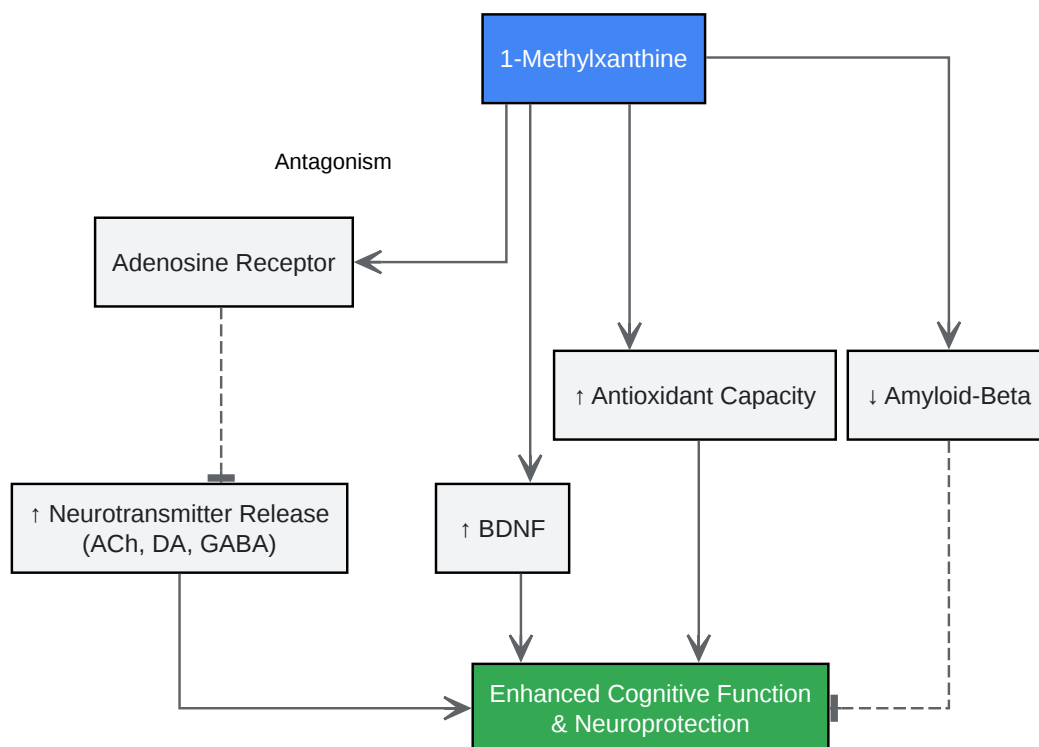 1-Methylxanthine
Antagonism
Adenosine Receptor
↑ Antioxidant Capacity
↓ Amyloid-Beta
↑ Neurotransmitter Release
(ACh, DA, GABA)
↑ BDNF
Enhanced Cognitive Function
& Neuroprotection